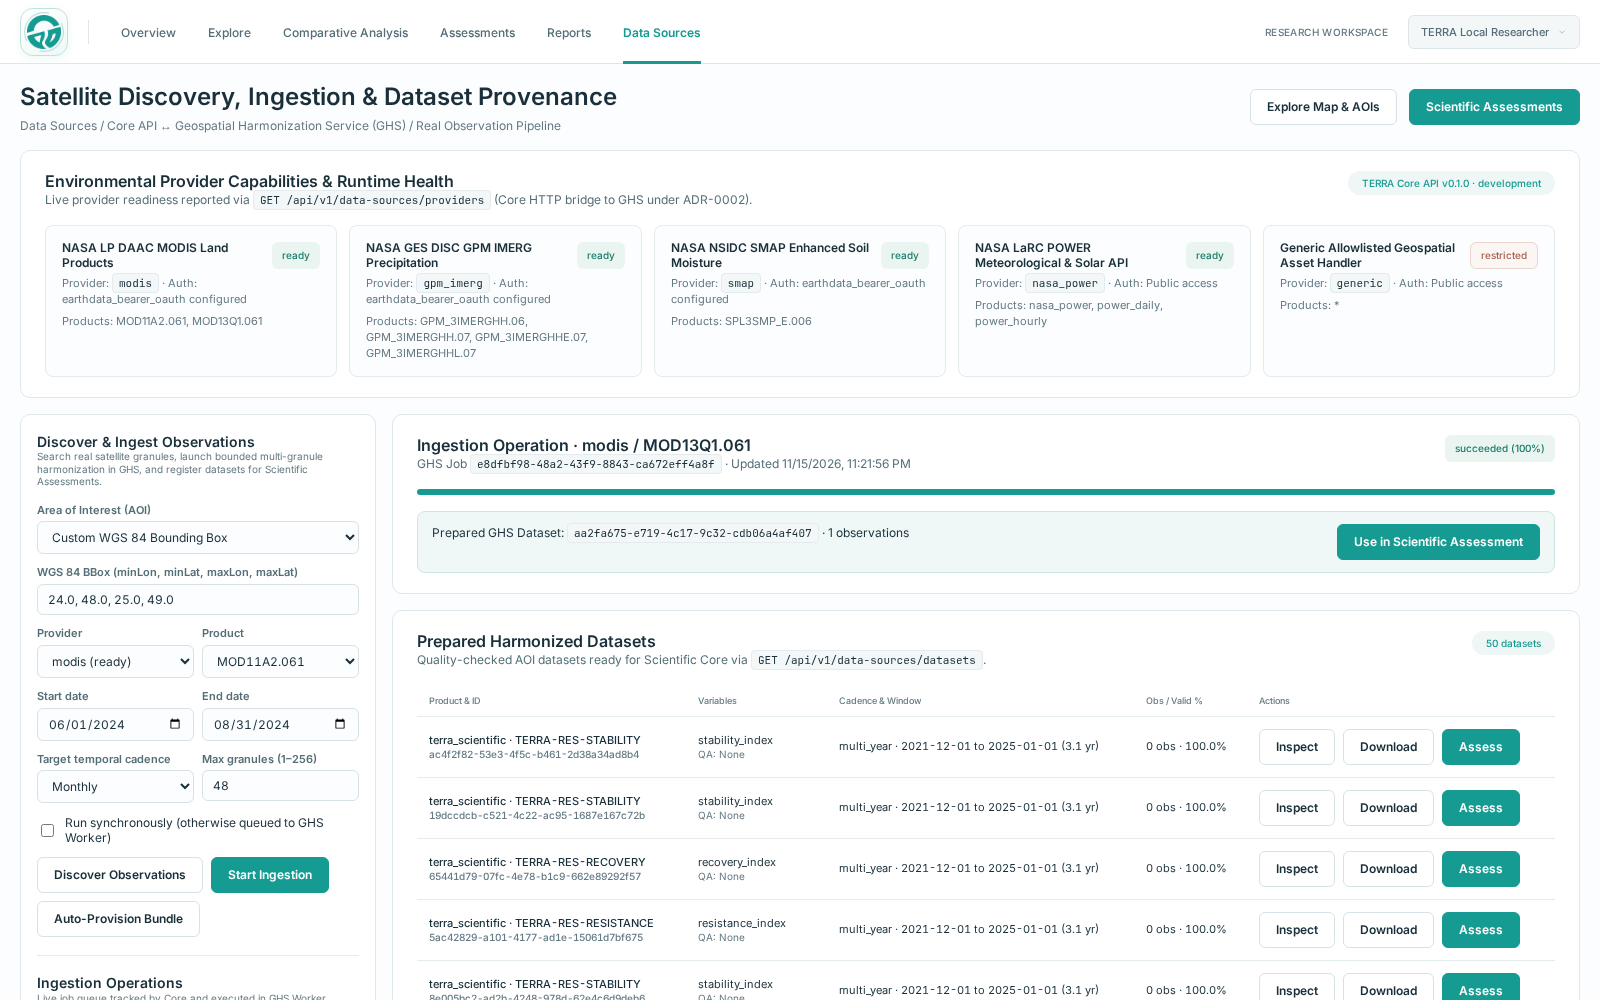 Overview
Explore
Comparative Analysis
Assessments
Reports
Data Sources
RESEARCH WORKSPACE
TERRA Local Researcher
Satellite Discovery, Ingestion & Dataset Provenance
Data Sources / Core API ↔ Geospatial Harmonization Service (GHS) / Real Observation Pipeline
Explore Map & AOIs
Scientific Assessments
Environmental Provider Capabilities & Runtime Health
Live provider readiness reported via GET /api/v1/data-sources/providers (Core HTTP bridge to GHS under ADR-0002).
TERRA Core API v0.1.0 · development
NASA LP DAAC MODIS Land
Products
ready
Provider: modis · Auth:
earthdata_bearer_oauth configured
Products: MOD11A2.061, MOD13Q1.061
NASA GES DISC GPM IMERG
Precipitation
ready
Provider: gpm_imerg · Auth:
earthdata_bearer_oauth configured
Products: GPM_3IMERGHH.06,
GPM_3IMERGHH.07, GPM_3IMERGHHE.07,
GPM_3IMERGHHL.07
NASA NSIDC SMAP Enhanced Soil
Moisture
ready
Provider: smap · Auth: earthdata_bearer_oauth
configured
Products: SPL3SMP_E.006
NASA LaRC POWER
Meteorological & Solar API
ready
Provider: nasa_power · Auth: Public access
Products: nasa_power, power_daily,
power_hourly
Generic Allowlisted Geospatial
Asset Handler
restricted
Provider: generic · Auth: Public access
Products: *
Discover & Ingest Observations
Search real satellite granules, launch bounded multi-granule
harmonization in GHS, and register datasets for Scientific
Assessments.
Area of Interest (AOI)
Custom WGS 84 Bounding Box
WGS 84 BBox (minLon, minLat, maxLon, maxLat)
24.0, 48.0, 25.0, 49.0
Provider
Product
modis (ready)
MOD11A2.061
Start date
End date
06/01/2024
08/31/2024
Target temporal cadence
Max granules (1–256)
Monthly
48
Run synchronously (otherwise queued to GHS
Worker)
Discover Observations
Start Ingestion
Auto-Provision Bundle
Ingestion Operations
Live job queue tracked by Core and executed in GHS Worker
Ingestion Operation · modis / MOD13Q1.061
GHS Job e8dfbf98-48a2-43f9-8843-ca672eff4a8f · Updated 11/15/2026, 11:21:56 PM
succeeded (100%)
Prepared GHS Dataset: aa2fa675-e719-4c17-9c32-cdb06a4af407 · 1 observations
Use in Scientific Assessment
Prepared Harmonized Datasets
Quality-checked AOI datasets ready for Scientific Core via GET /api/v1/data-sources/datasets.
50 datasets
Product & ID
Variables
Cadence & Window
Obs / Valid %
Actions
terra_scientific · TERRA-RES-STABILITY
ac4f2f82-53e3-4f5c-b461-2d38a34ad8b4
stability_index
QA: None
multi_year · 2021-12-01 to 2025-01-01 (3.1 yr)
0 obs · 100.0%
Inspect
Download
Assess
terra_scientific · TERRA-RES-STABILITY
19dccdcb-c521-4c22-ac95-1687e167c72b
stability_index
QA: None
multi_year · 2021-12-01 to 2025-01-01 (3.1 yr)
0 obs · 100.0%
Inspect
Download
Assess
terra_scientific · TERRA-RES-RECOVERY
65441d79-07fc-4e78-b1c9-662e89292f57
recovery_index
QA: None
multi_year · 2021-12-01 to 2025-01-01 (3.1 yr)
0 obs · 100.0%
Inspect
Download
Assess
terra_scientific · TERRA-RES-RESISTANCE
5ac42829-a101-4177-ad1e-15061d7bf675
resistance_index
QA: None
multi_year · 2021-12-01 to 2025-01-01 (3.1 yr)
0 obs · 100.0%
Inspect
Download
Assess
terra_scientific · TERRA-RES-STABILITY
8e005bc2-ad2b-4248-978d-62e4c6d9deb6
stability_index
QA: None
multi_year · 2021-12-01 to 2025-01-01 (3.1 yr)
0 obs · 100.0%
Inspect
Download
Assess